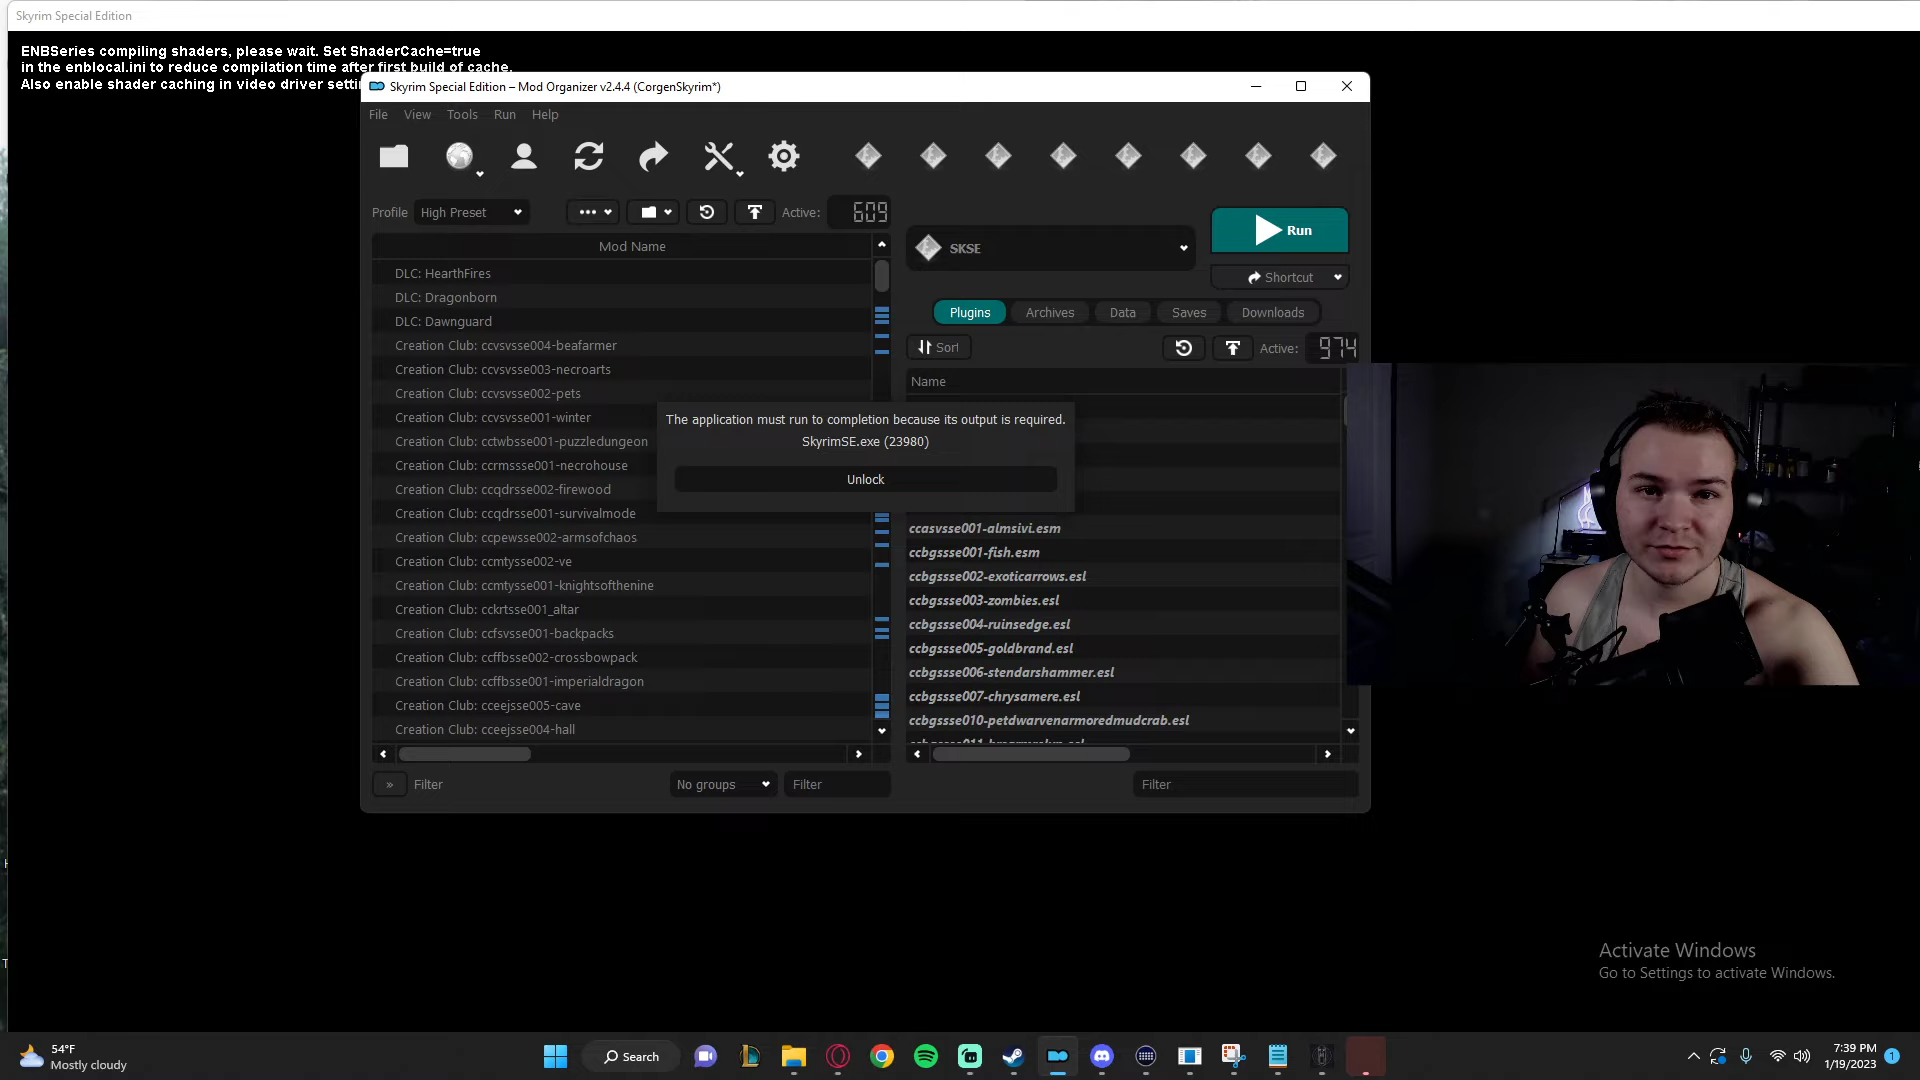 Skyrim Special Edition
ENBSeries compiling shaders, please wait. Set ShaderCache=true
in the enblocal.ini to reduce compilation time after first build of cache.
Also enable shader caching in video driver
Skyrim Special Edition – Mod Organizer v2.4.4 (CorgenSkyrim*)
File View Tools Run Help
Profile High Preset Active: 609
Mod Name
DLC: HearthFires
DLC: Dragonborn
DLC: Dawnguard
Creation Club: ccvsvsse004-beafarmer
Creation Club: ccvsvsse003-necroarts
Creation Club: ccvsvsse002-pets
Creation Club: ccvsvsse001-winter
Creation Club: cctwbsse001-puzzledungeon
Creation Club: ccrmssse001-necrohouse
Creation Club: ccqdrsse002-firewood
Creation Club: ccqdrsse001-survivalmode
Creation Club: ccpewsse002-armsofchaos
Creation Club: ccmtysse002-ve
Creation Club: ccmtysse001-knightsofthenine
Creation Club: cckrtsse001_altar
Creation Club: ccfsvsse001-backpacks
Creation Club: ccffbsse002-crossbowpack
Creation Club: ccffbsse001-imperialdragon
Creation Club: cceejsse005-cave
Creation Club: cceejsse004-hall
» Filter No groups Filter
SKSE
Run
Shortcut
Plugins Archives Data Saves Downloads
Sort Active: 974
Name
The application must run to completion because its output is required.
SkyrimSE.exe (23980)
Unlock
ccasvsse001-almsivi.esm
ccbgssse001-fish.esm
ccbgssse002-exoticarrows.esl
ccbgssse003-zombies.esl
ccbgssse004-ruinsedge.esl
ccbgssse005-goldbrand.esl
ccbgssse006-stendarshammer.esl
ccbgssse007-chrysamere.esl
ccbgssse010-petdwarvenarmoredmudcrab.esl
Filter
Activate Windows
Go to Settings to activate Windows.
54°F
Mostly cloudy
Search
7:39 PM
1/19/2023
1